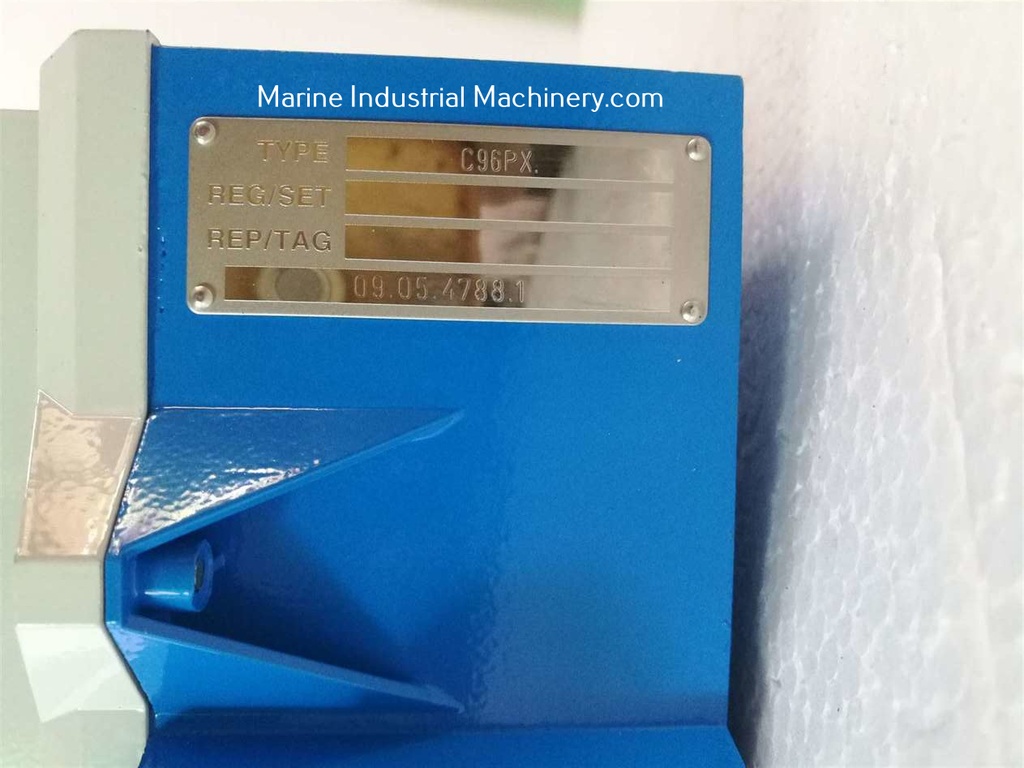 Marine Industrial Machinery.com
TYPE C96PX.
REG/SET
REP/TAG
09.05.4788.1